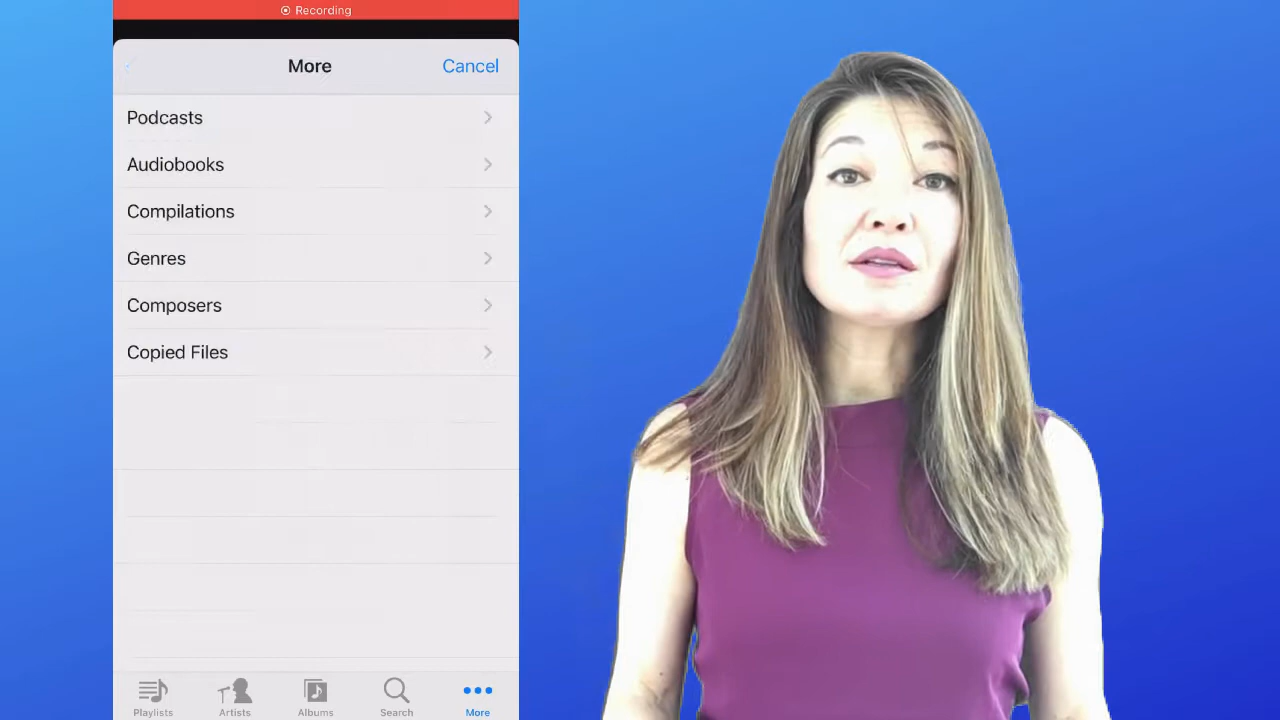 Recording
More
Cancel
Podcasts
Audiobooks
Compilations
Genres
Composers
Copied Files
Playlists
Artists
Albums
Search
More